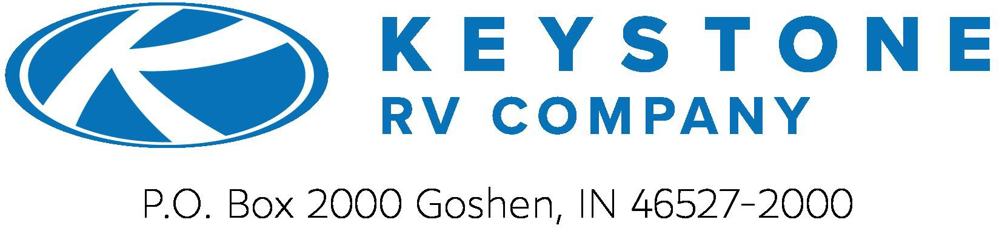 KEYSTONE
RV COMPANY
P.O. Box 2000 Goshen, IN 46527-2000